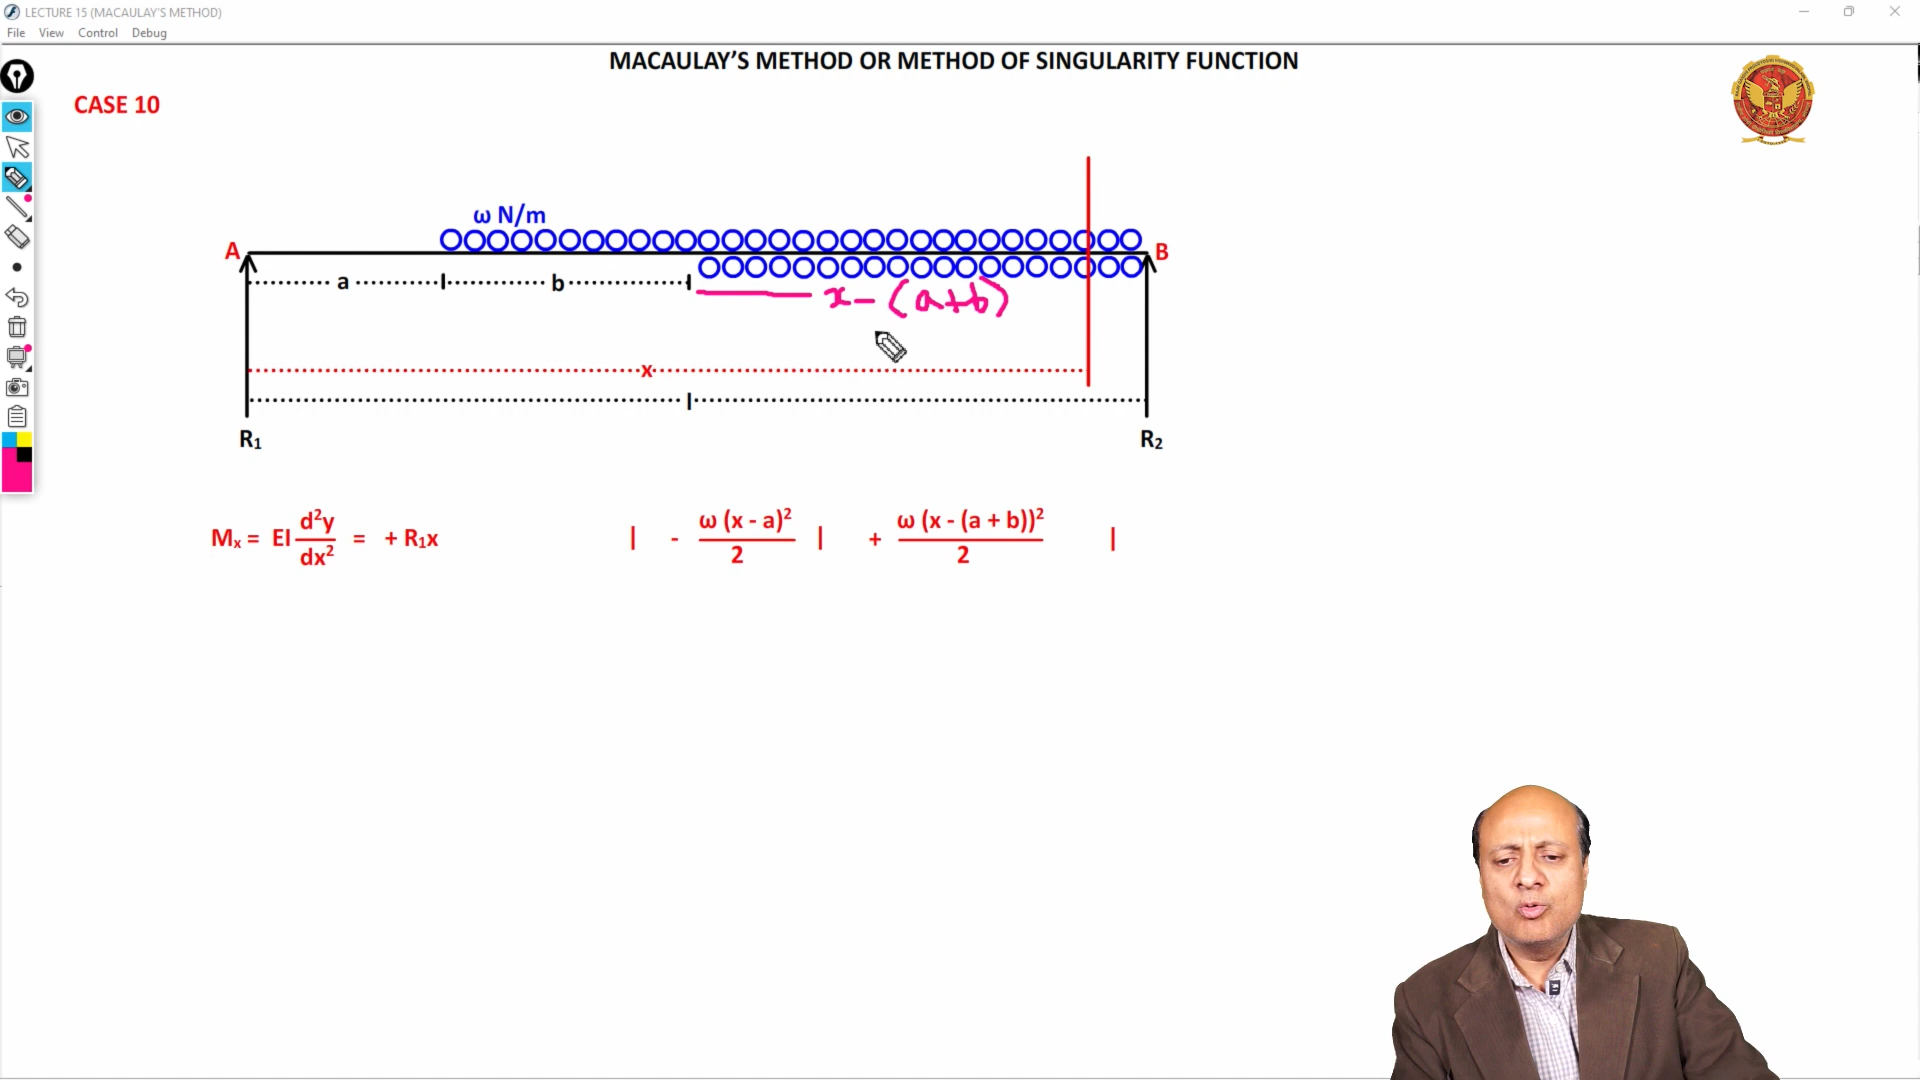 LECTURE 15 (MACAULAY'S METHOD)
File View Control Debug
MACAULAY'S METHOD OR METHOD OF SINGULARITY FUNCTION
CASE 10
ω N/m
A B
a b
x – (a+b)
x
l
R₁ R₂
Mₓ = EI d²y/dx² = + R₁x | - ω (x - a)²/2 | + ω (x - (a + b))²/2 |